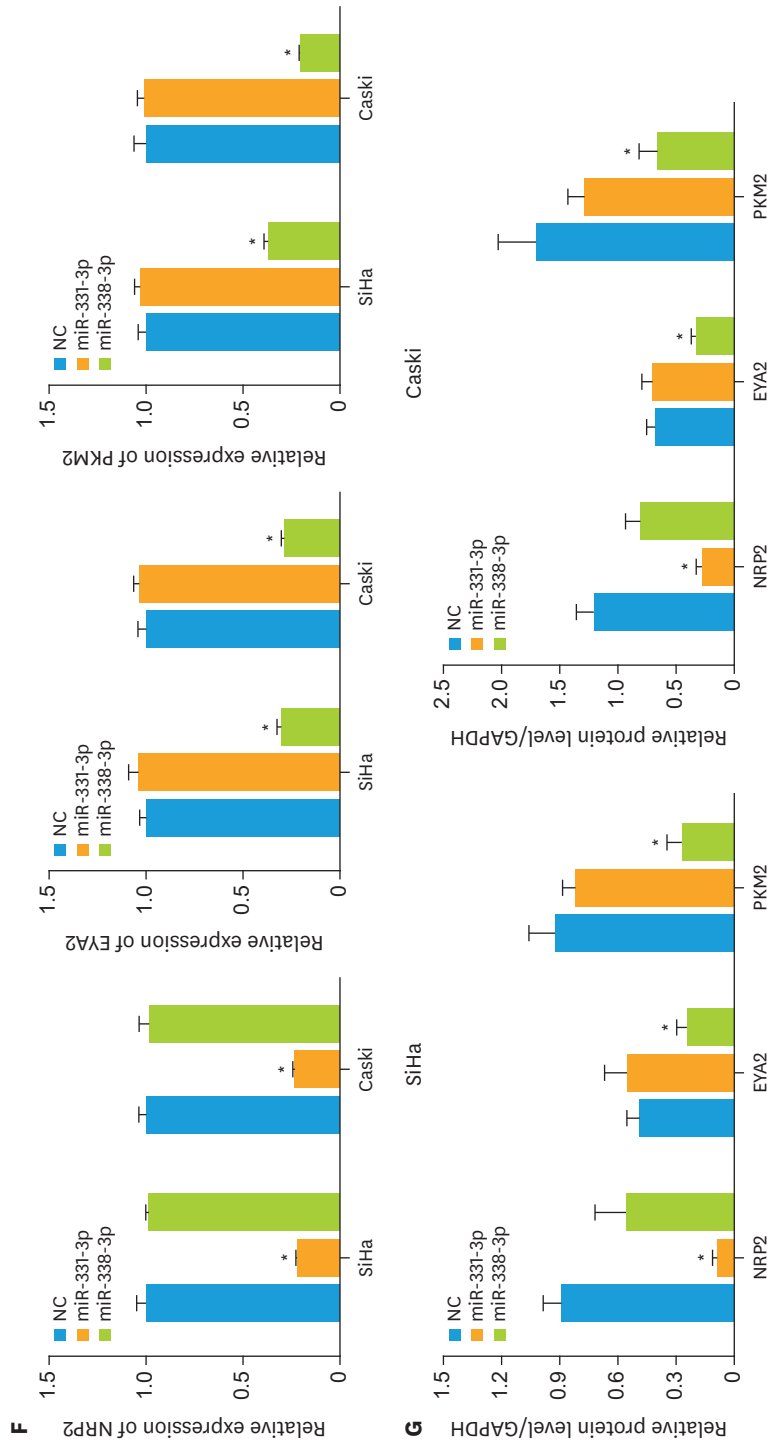 F
Relative expression of NRP2
1.5
1.0
0.5
0
NC
miR-331-3p
miR-338-3p
*
*
SiHa
Caski
Relative expression of EYA2
1.5
1.0
0.5
0
NC
miR-331-3p
miR-338-3p
*
*
SiHa
Caski
Relative expression of PKM2
1.5
1.0
0.5
0
NC
miR-331-3p
miR-338-3p
*
*
SiHa
Caski
G
SiHa
Relative protein level/GAPDH
1.5
1.2
0.9
0.6
0.3
0
NC
miR-331-3p
miR-338-3p
*
*
*
NRP2
EYA2
PKM2
Caski
Relative protein level/GAPDH
2.5
2.0
1.5
1.0
0.5
0
NC
miR-331-3p
miR-338-3p
*
*
*
NRP2
EYA2
PKM2